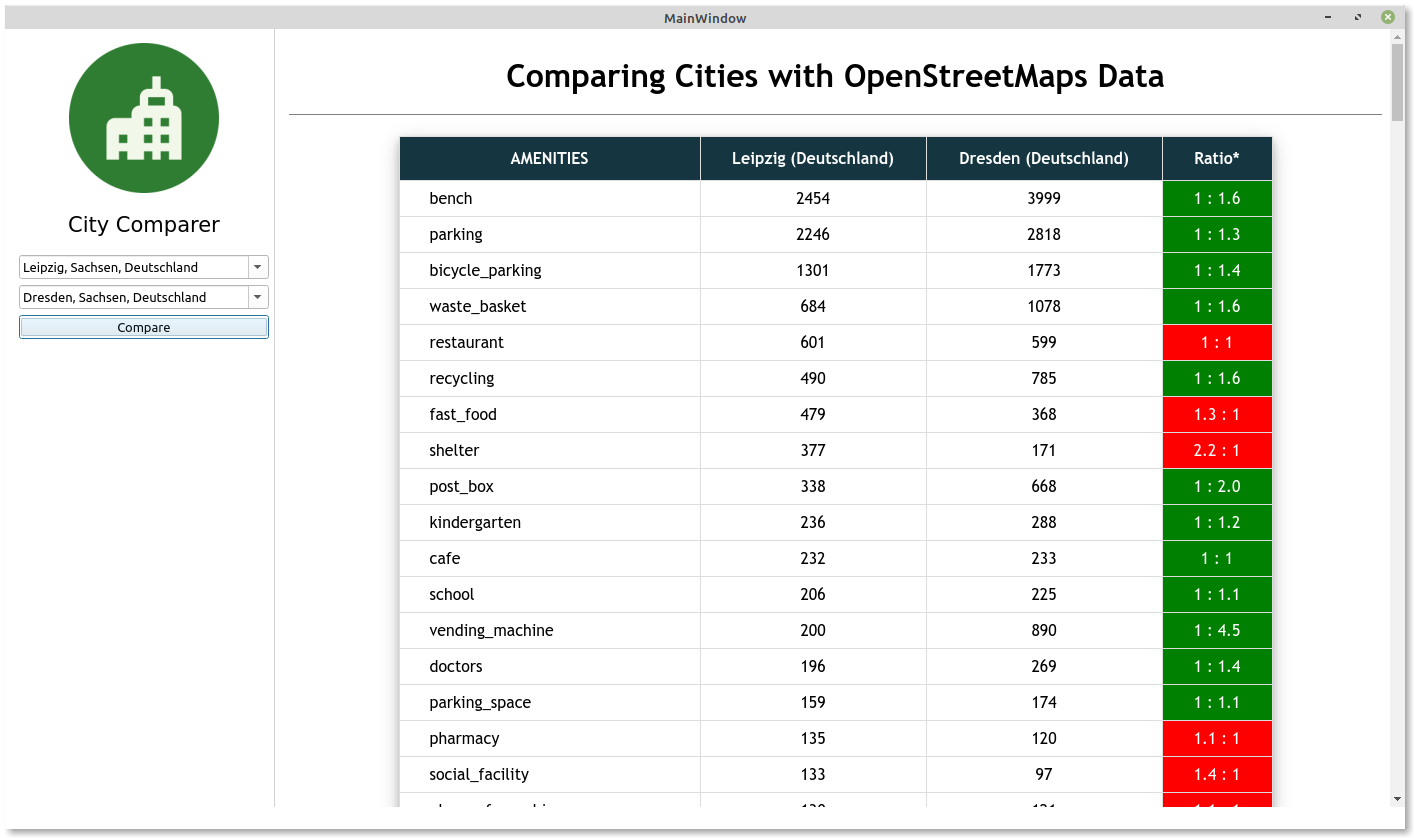 MainWindow
City Comparer
Leipzig, Sachsen, Deutschland
Dresden, Sachsen, Deutschland
Compare
Comparing Cities with OpenStreetMaps Data
AMENITIES Leipzig (Deutschland) Dresden (Deutschland) Ratio*
bench 2454 3999 1 : 1.6
parking 2246 2818 1 : 1.3
bicycle_parking 1301 1773 1 : 1.4
waste_basket 684 1078 1 : 1.6
restaurant 601 599 1 : 1
recycling 490 785 1 : 1.6
fast_food 479 368 1.3 : 1
shelter 377 171 2.2 : 1
post_box 338 668 1 : 2.0
kindergarten 236 288 1 : 1.2
cafe 232 233 1 : 1
school 206 225 1 : 1.1
vending_machine 200 890 1 : 4.5
doctors 196 269 1 : 1.4
parking_space 159 174 1 : 1.1
pharmacy 135 120 1.1 : 1
social_facility 133 97 1.4 : 1